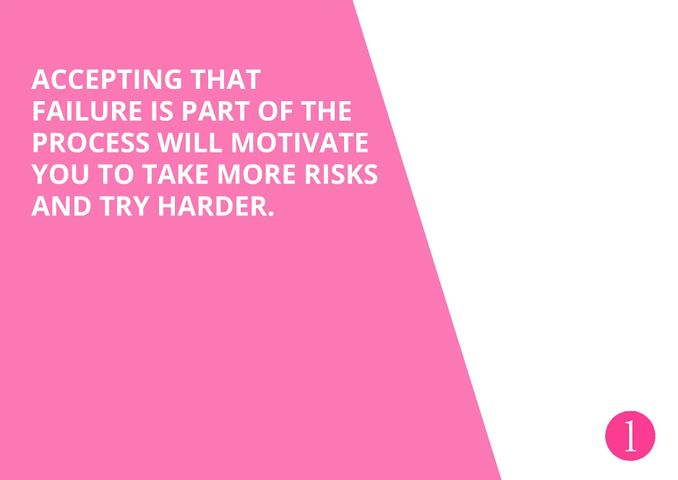 ACCEPTING THAT
FAILURE IS PART OF THE
PROCESS WILL MOTIVATE
YOU TO TAKE MORE RISKS
AND TRY HARDER.
1